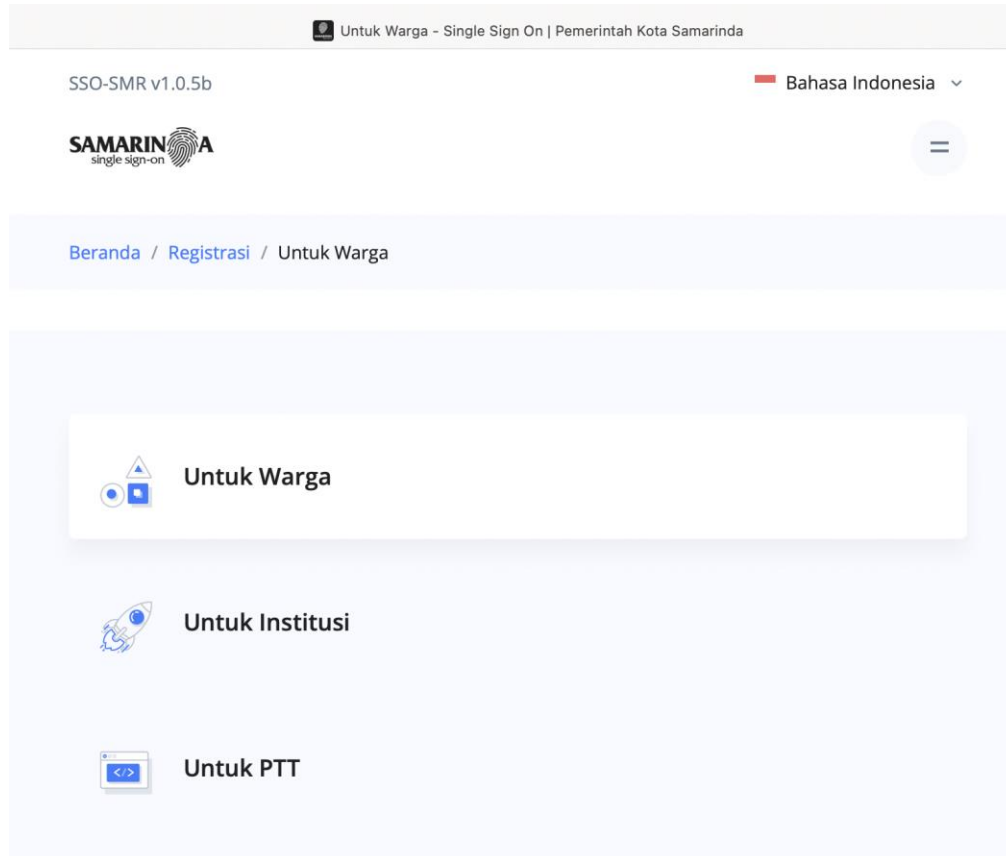 Untuk Warga - Single Sign On | Pemerintah Kota Samarinda
SSO-SMR v1.0.5b
Bahasa Indonesia
SAMARIN A
single sign-on
Beranda / Registrasi / Untuk Warga
Untuk Warga
Untuk Institusi
</>
Untuk PTT